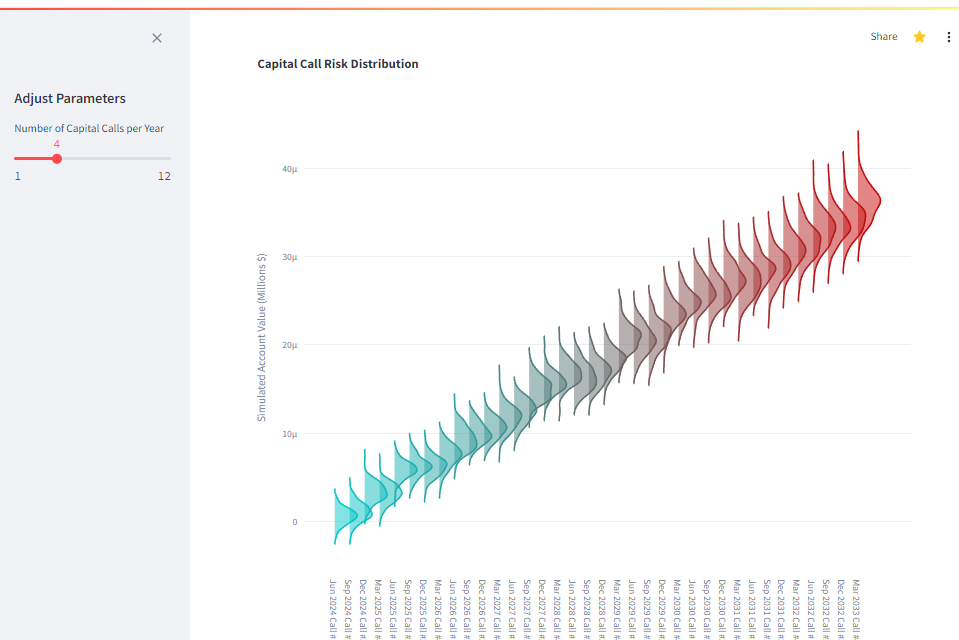 Share
Capital Call Risk Distribution
Adjust Parameters
Number of Capital Calls per Year
4
1
12
Simulated Account Value (Millions $)
40μ
30μ
20μ
10μ
0
Jun 2024 Call #
Sep 2024 Call #
Dec 2024 Call #
Mar 2025 Call #
Jun 2025 Call #
Sep 2025 Call #
Dec 2025 Call #
Mar 2026 Call #
Jun 2026 Call #
Sep 2026 Call #
Dec 2026 Call #
Mar 2027 Call #
Jun 2027 Call #
Sep 2027 Call #
Dec 2027 Call #
Mar 2028 Call #
Jun 2028 Call #
Sep 2028 Call #
Dec 2028 Call #
Mar 2029 Call #
Jun 2029 Call #
Sep 2029 Call #
Dec 2029 Call #
Mar 2030 Call #
Jun 2030 Call #
Sep 2030 Call #
Dec 2030 Call #
Mar 2031 Call #
Jun 2031 Call #
Sep 2031 Call #
Dec 2031 Call #
Mar 2032 Call #
Jun 2032 Call #
Sep 2032 Call #
Dec 2032 Call #
Mar 2033 Call #